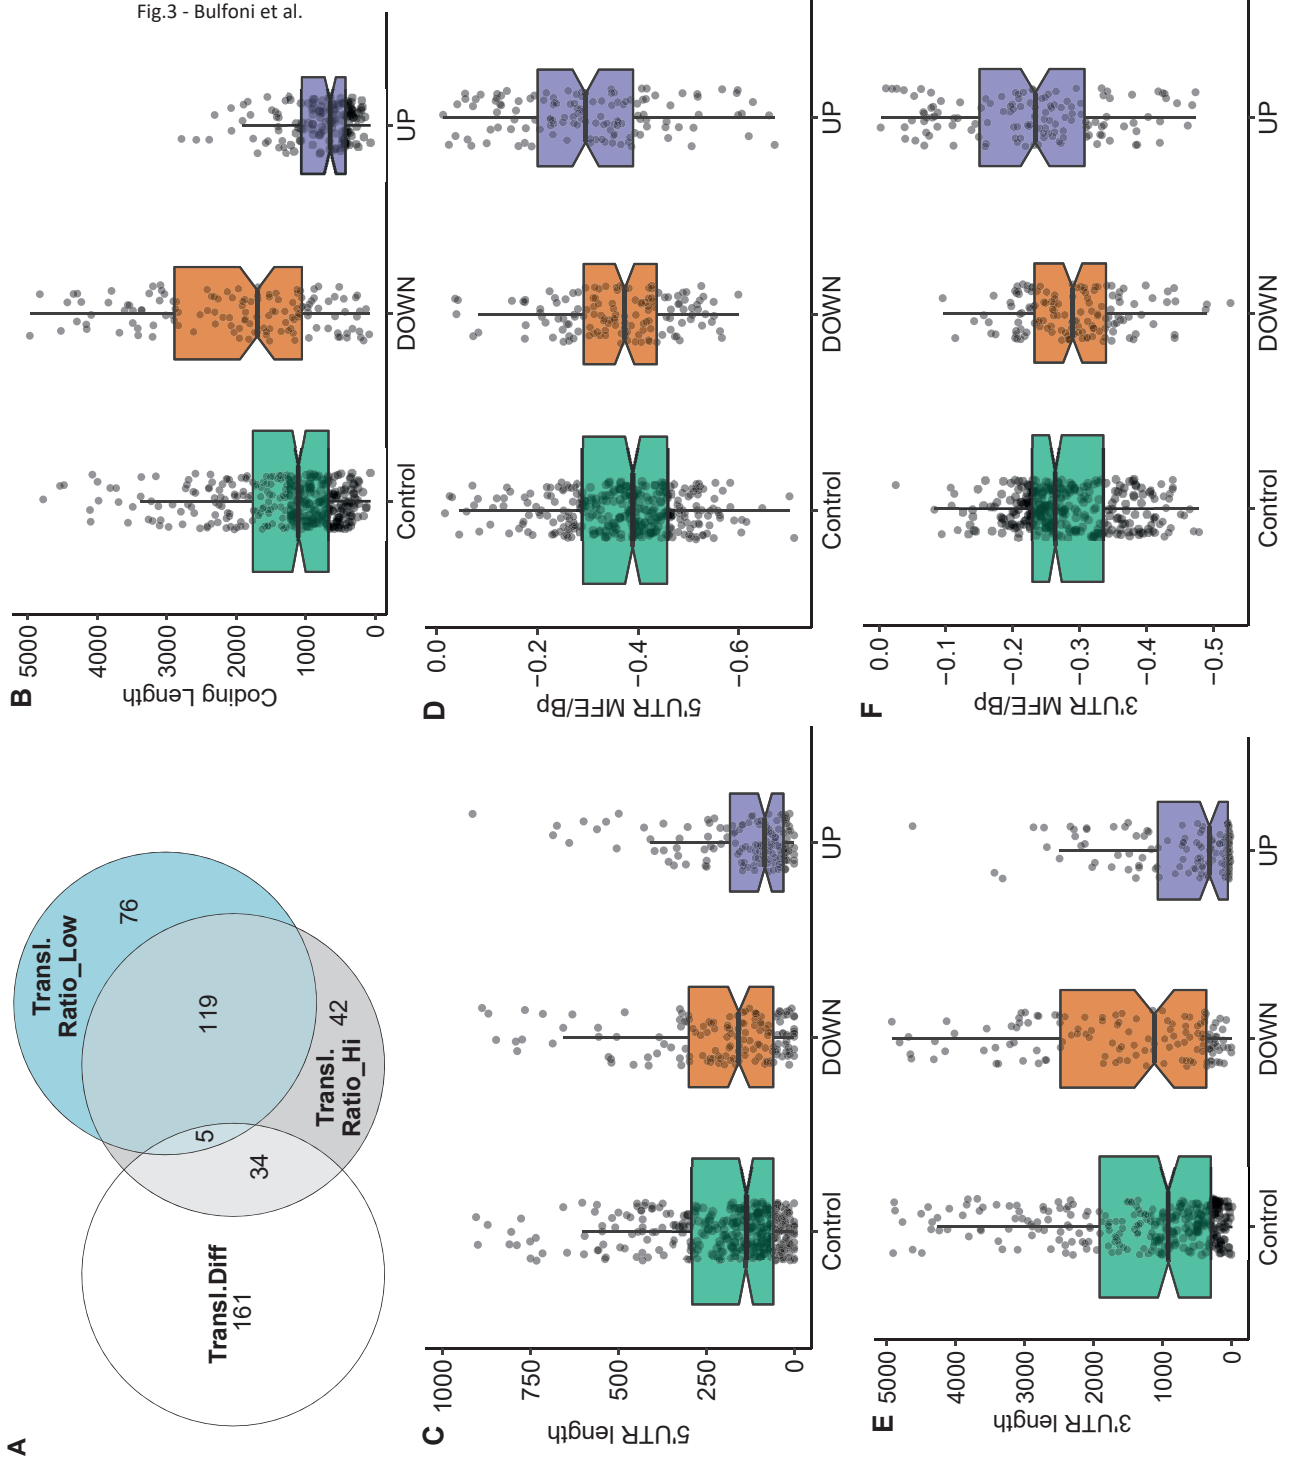 Fig.3 - Bulfoni et al.
A
Transl.Diff
161
34
5
119
76
42
Transl.
Ratio_Low
Transl.
Ratio_Hi
B
Coding Length
5000
4000
3000
2000
1000
0
Control
DOWN
UP
C
5'UTR length
1000
750
500
250
0
Control
DOWN
UP
D
5'UTR MFE/Bp
0.0
−0.2
−0.4
−0.6
Control
DOWN
UP
E
3'UTR length
5000
4000
3000
2000
1000
0
Control
DOWN
UP
F
3'UTR MFE/Bp
0.0
−0.1
−0.2
−0.3
−0.4
−0.5
Control
DOWN
UP